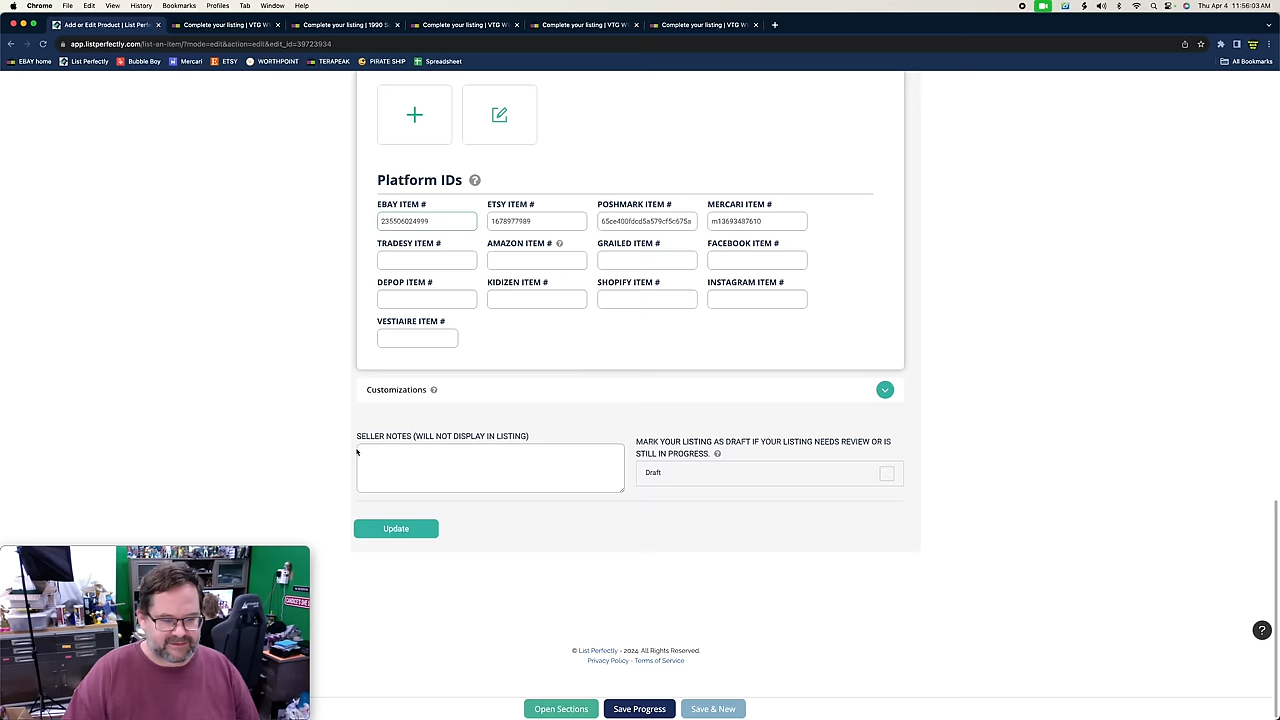 Chrome File Edit View History Bookmarks Profiles Tab Window Help Thu Apr 4 11:56:03 AM
Add or Edit Product | List Perfe Complete your listing | VTG W Complete your listing | 1990 S Complete your listing | VTG W Complete your listing | VTG W Complete your listing | VTG W
app.listperfectly.com/list-an-item/?mode=edit&action=edit&edit_id=39723934
EBAY home List Perfectly Bubble Boy Mercari ETSY WORTHPOINT TERAPEAK PIRATE SHIP Spreadsheet All Bookmarks
Platform IDs ?
EBAY ITEM # ETSY ITEM # POSHMARK ITEM # MERCARI ITEM #
235506024999 1678977989 65ce400fdcd5a579cf5c675a m13693487610
TRADESY ITEM # AMAZON ITEM # ? GRAILED ITEM # FACEBOOK ITEM #
DEPOP ITEM # KIDIZEN ITEM # SHOPIFY ITEM # INSTAGRAM ITEM #
VESTIAIRE ITEM #
Customizations ?
SELLER NOTES (WILL NOT DISPLAY IN LISTING)
MARK YOUR LISTING AS DRAFT IF YOUR LISTING NEEDS REVIEW OR IS
STILL IN PROGRESS. ?
Draft
Update
?
© List Perfectly - 2024. All Rights Reserved.
Privacy Policy - Terms of Service
Open Sections Save Progress Save & New